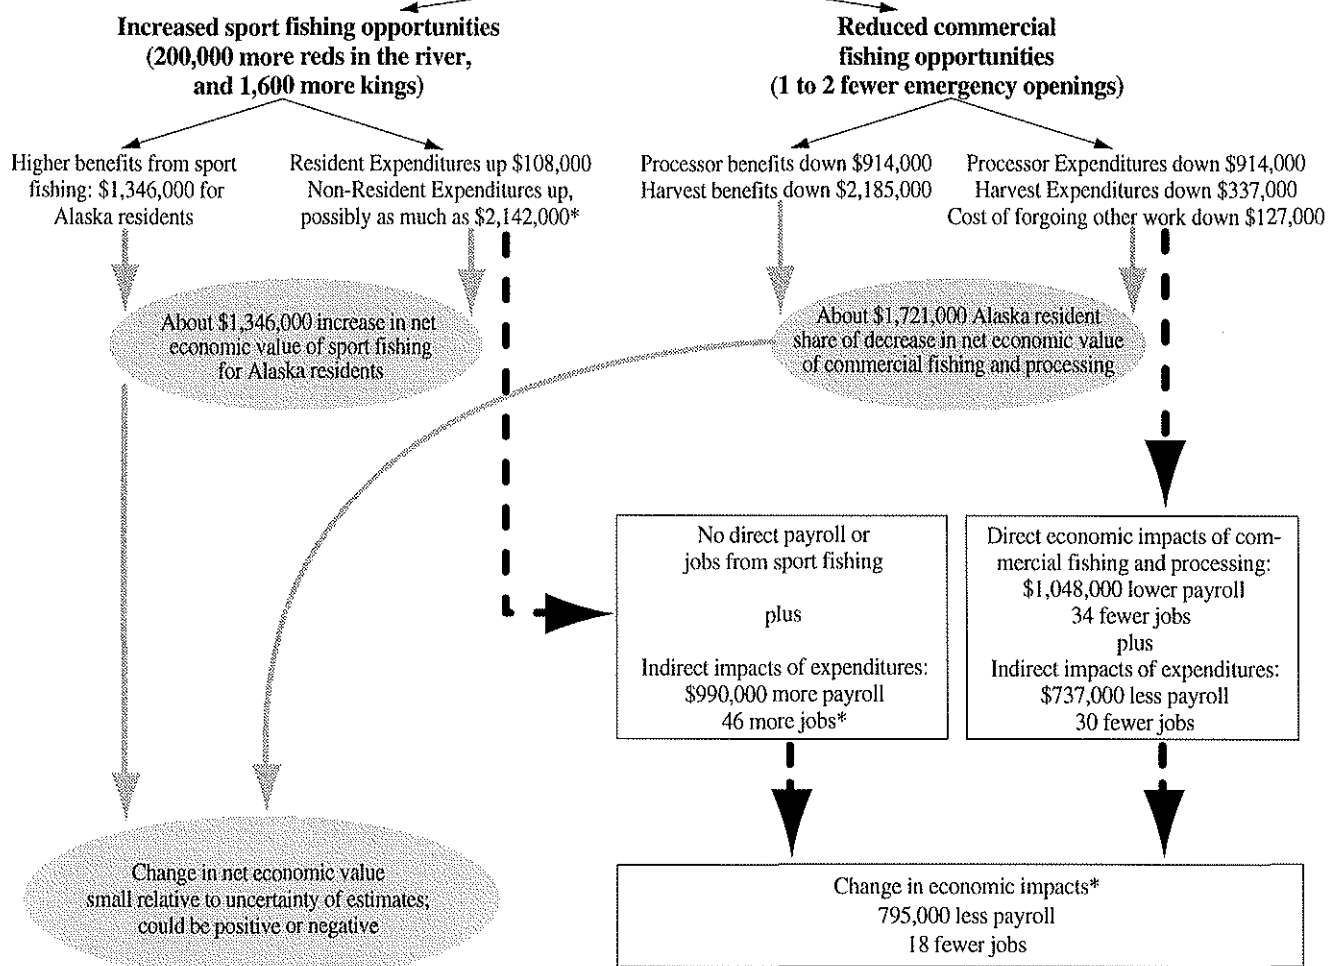 Increased sport fishing opportunities
(200,000 more reds in the river,
and 1,600 more kings)
Reduced commercial
fishing opportunities
(1 to 2 fewer emergency openings)
Higher benefits from sport
fishing: $1,346,000 for
Alaska residents
Resident Expenditures up $108,000
Non-Resident Expenditures up,
possibly as much as $2,142,000*
Processor benefits down $914,000
Harvest benefits down $2,185,000
Processor Expenditures down $914,000
Harvest Expenditures down $337,000
Cost of forgoing other work down $127,000
About $1,346,000 increase in net
economic value of sport fishing
for Alaska residents
About $1,721,000 Alaska resident
share of decrease in net economic value
of commercial fishing and processing
No direct payroll or
jobs from sport fishing
plus
Indirect impacts of expenditures:
$990,000 more payroll
46 more jobs*
Direct economic impacts of com-
mercial fishing and processing:
$1,048,000 lower payroll
34 fewer jobs
plus
Indirect impacts of expenditures:
$737,000 less payroll
30 fewer jobs
Change in net economic value
small relative to uncertainty of estimates;
could be positive or negative
Change in economic impacts*
795,000 less payroll
18 fewer jobs